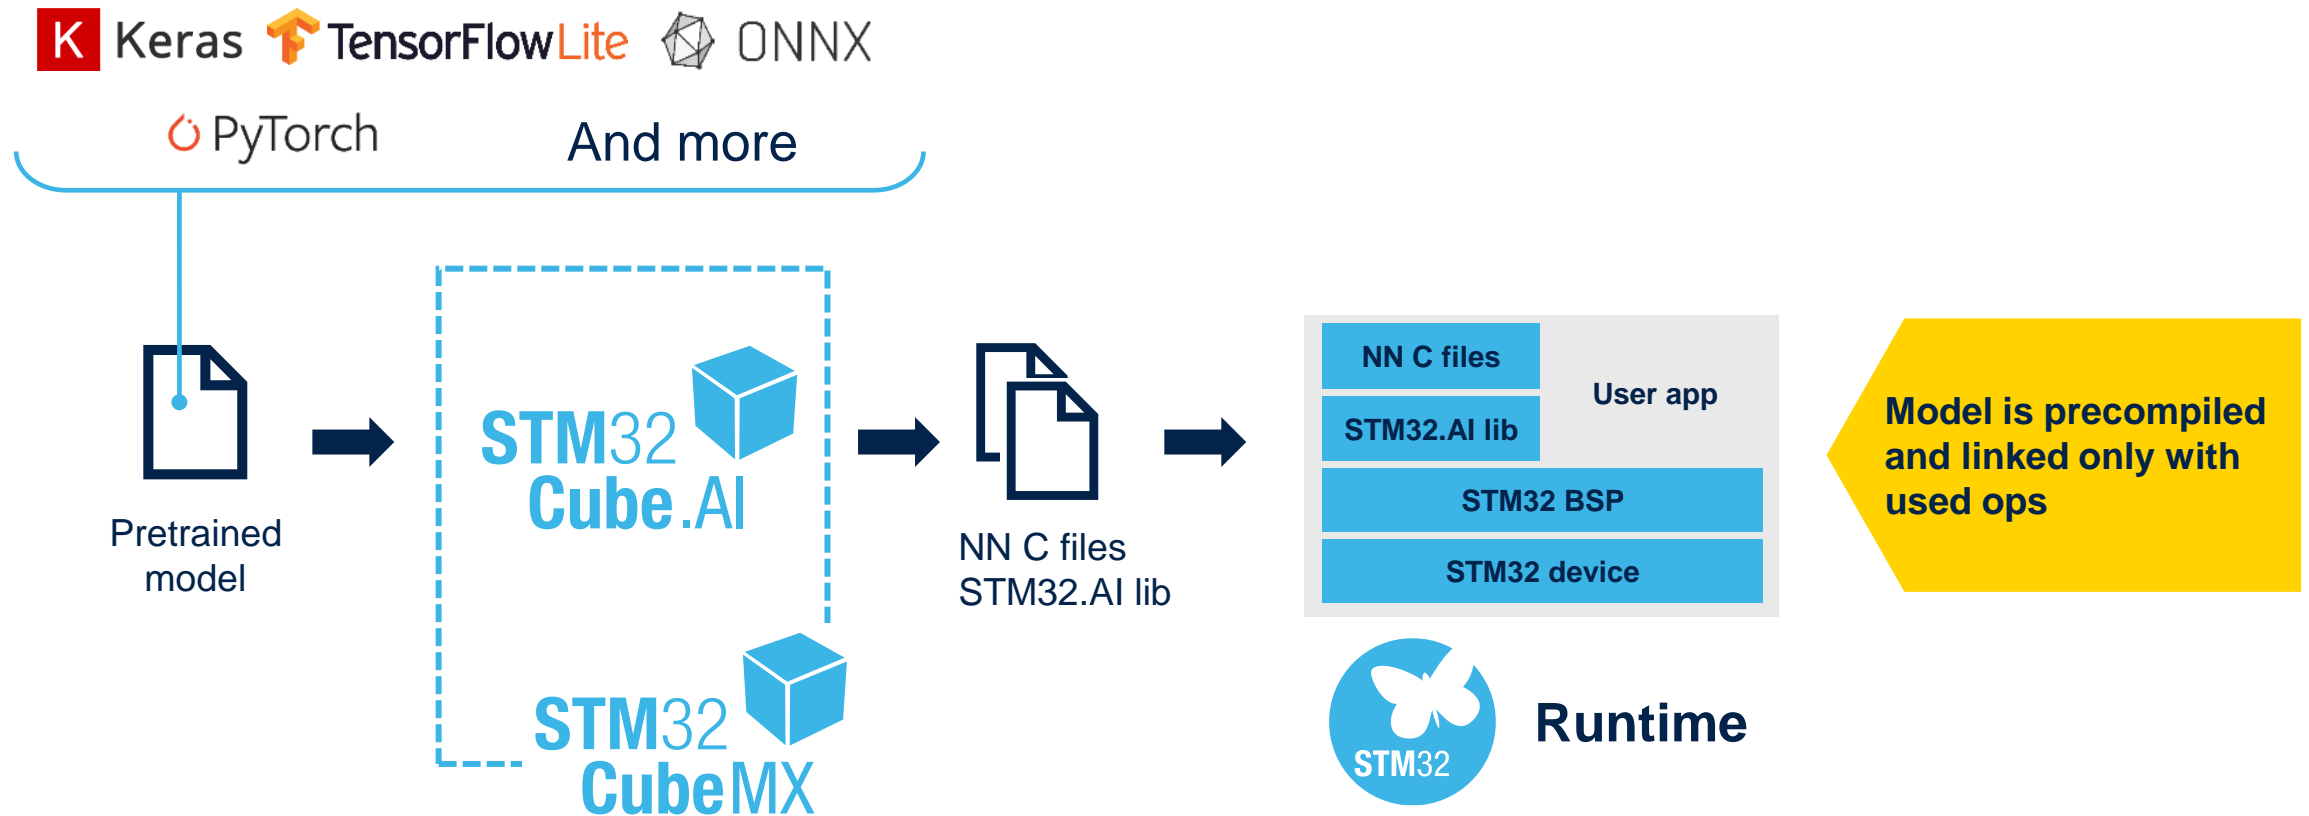 K Keras TensorFlowLite ONNX
PyTorch And more
Pretrained
model
STM32
Cube.AI
STM32
CubeMX
NN C files
STM32.AI lib
NN C files
User app
STM32.AI lib
STM32 BSP
STM32 device
STM32
Runtime
Model is precompiled
and linked only with
used ops